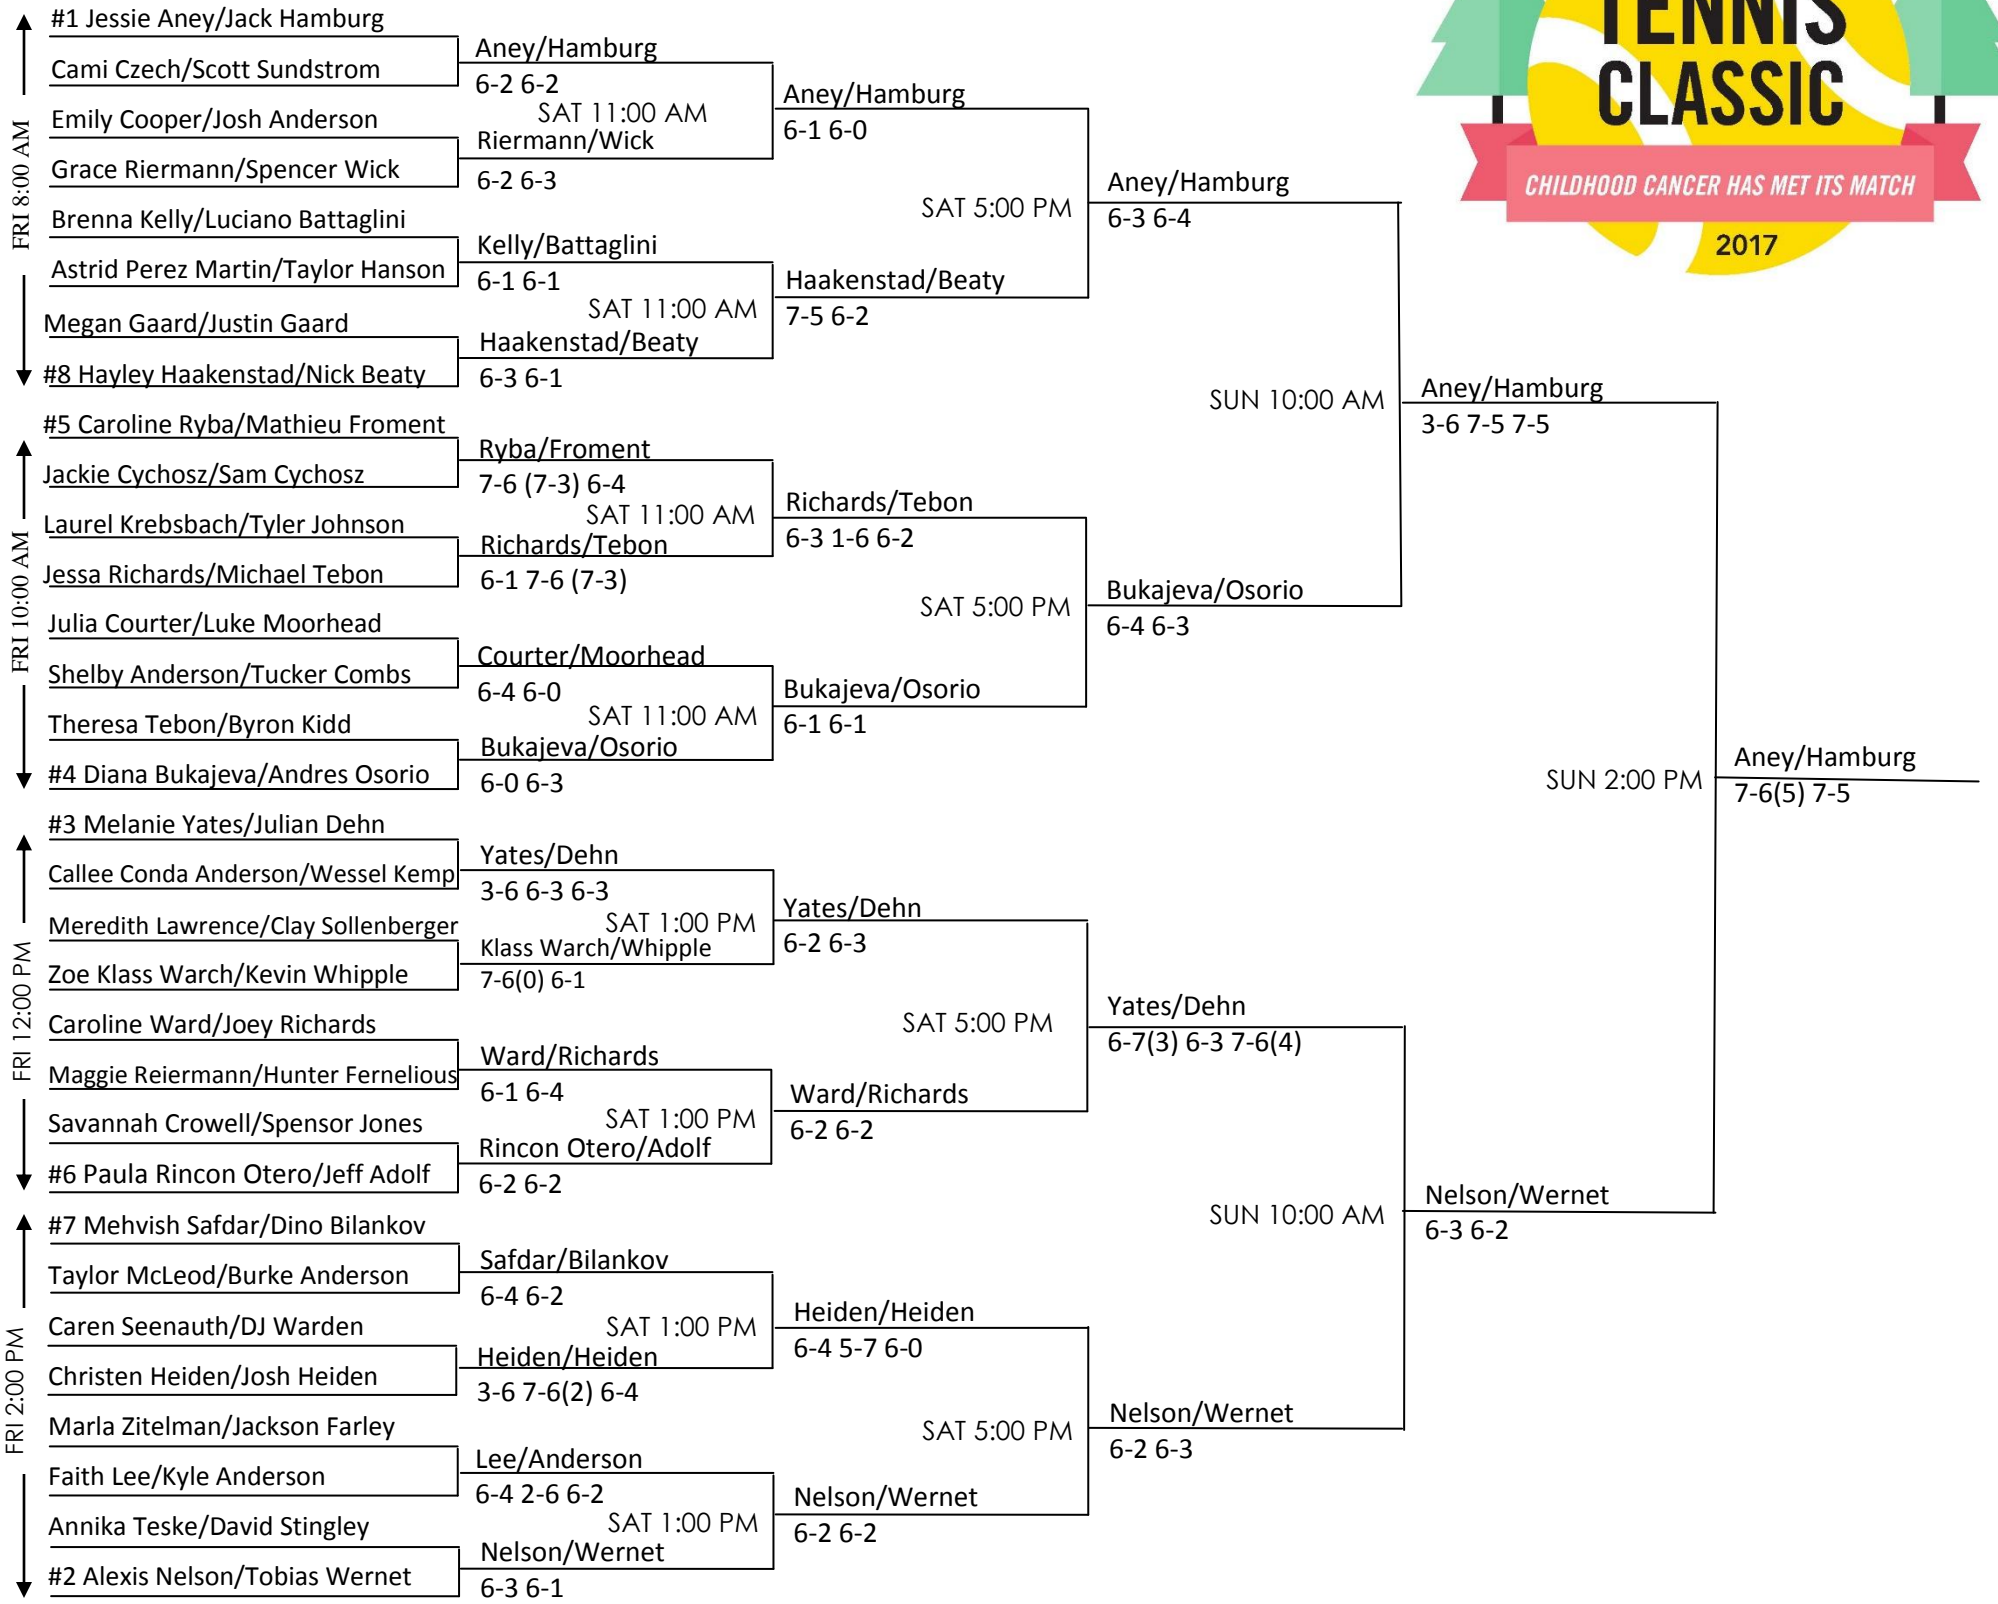 TENNIS
CLASSIC
CHILDHOOD CANCER HAS MET ITS MATCH
2017
FRI 8:00 AM
#1 Jessie Aney/Jack Hamburg
Cami Czech/Scott Sundstrom
Emily Cooper/Josh Anderson
Grace Riermann/Spencer Wick
Brenna Kelly/Luciano Battaglini
Astrid Perez Martin/Taylor Hanson
Megan Gaard/Justin Gaard
#8 Hayley Haakenstad/Nick Beaty
FRI 10:00 AM
#5 Caroline Ryba/Mathieu Froment
Jackie Cychosz/Sam Cychosz
Laurel Krebsbach/Tyler Johnson
Jessa Richards/Michael Tebon
Julia Courter/Luke Moorhead
Shelby Anderson/Tucker Combs
Theresa Tebon/Byron Kidd
#4 Diana Bukajeva/Andres Osorio
FRI 12:00 PM
#3 Melanie Yates/Julian Dehn
Callee Conda Anderson/Wessel Kemp
Meredith Lawrence/Clay Sollenberger
Zoe Klass Warch/Kevin Whipple
Caroline Ward/Joey Richards
Maggie Reiermann/Hunter Fernelious
Savannah Crowell/Spensor Jones
#6 Paula Rincon Otero/Jeff Adolf
FRI 2:00 PM
#7 Mehvish Safdar/Dino Bilankov
Taylor McLeod/Burke Anderson
Caren Seenauth/DJ Warden
Christen Heiden/Josh Heiden
Marla Zitelman/Jackson Farley
Faith Lee/Kyle Anderson
Annika Teske/David Stingley
#2 Alexis Nelson/Tobias Wernet
Aney/Hamburg
6-2 6-2
SAT 11:00 AM
Riermann/Wick
6-2 6-3
Kelly/Battaglini
6-1 6-1
SAT 11:00 AM
Haakenstad/Beaty
6-3 6-1
Ryba/Froment
7-6 (7-3) 6-4
SAT 11:00 AM
Richards/Tebon
6-1 7-6 (7-3)
Courter/Moorhead
6-4 6-0
SAT 11:00 AM
Bukajeva/Osorio
6-0 6-3
Yates/Dehn
3-6 6-3 6-3
SAT 1:00 PM
Klass Warch/Whipple
7-6(0) 6-1
Ward/Richards
6-1 6-4
SAT 1:00 PM
Rincon Otero/Adolf
6-2 6-2
Safdar/Bilankov
6-4 6-2
SAT 1:00 PM
Heiden/Heiden
3-6 7-6(2) 6-4
Lee/Anderson
6-4 2-6 6-2
SAT 1:00 PM
Nelson/Wernet
6-3 6-1
Aney/Hamburg
6-1 6-0
SAT 5:00 PM
Haakenstad/Beaty
7-5 6-2
Richards/Tebon
6-3 1-6 6-2
SAT 5:00 PM
Bukajeva/Osorio
6-1 6-1
Yates/Dehn
6-2 6-3
SAT 5:00 PM
Ward/Richards
6-2 6-2
Heiden/Heiden
6-4 5-7 6-0
SAT 5:00 PM
Nelson/Wernet
6-2 6-2
Aney/Hamburg
6-3 6-4
SUN 10:00 AM
Bukajeva/Osorio
6-4 6-3
Yates/Dehn
6-7(3) 6-3 7-6(4)
SUN 10:00 AM
Nelson/Wernet
6-2 6-3
Aney/Hamburg
3-6 7-5 7-5
SUN 2:00 PM
Nelson/Wernet
6-3 6-2
Aney/Hamburg
7-6(5) 7-5